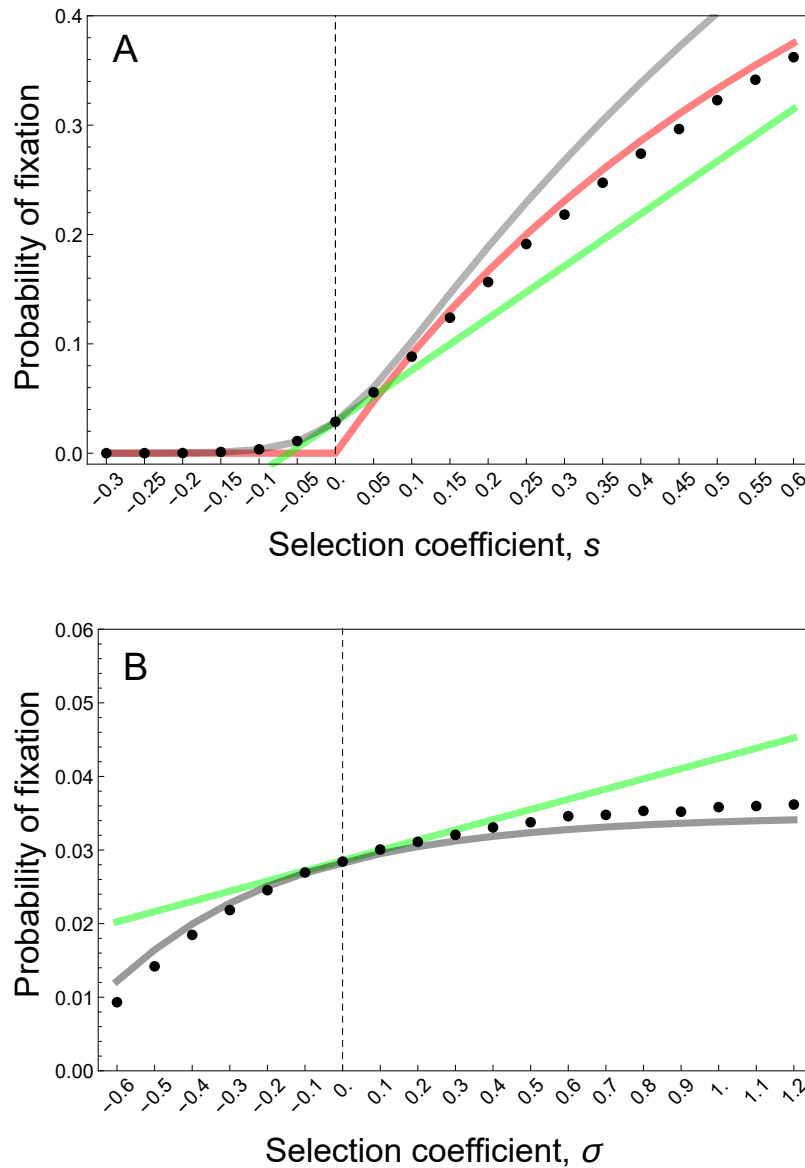 A
Probability of fixation
0.4
0.3
0.2
0.1
0.0
−0.3 −0.25 −0.2 −0.15 −0.1 −0.05 0. 0.05 0.1 0.15 0.2 0.25 0.3 0.35 0.4 0.45 0.5 0.55 0.6
Selection coefficient, s
B
Probability of fixation
0.06
0.05
0.04
0.03
0.02
0.01
0.00
−0.6 −0.5 −0.4 −0.3 −0.2 −0.1 0. 0.1 0.2 0.3 0.4 0.5 0.6 0.7 0.8 0.9 1. 1.1 1.2
Selection coefficient, σ